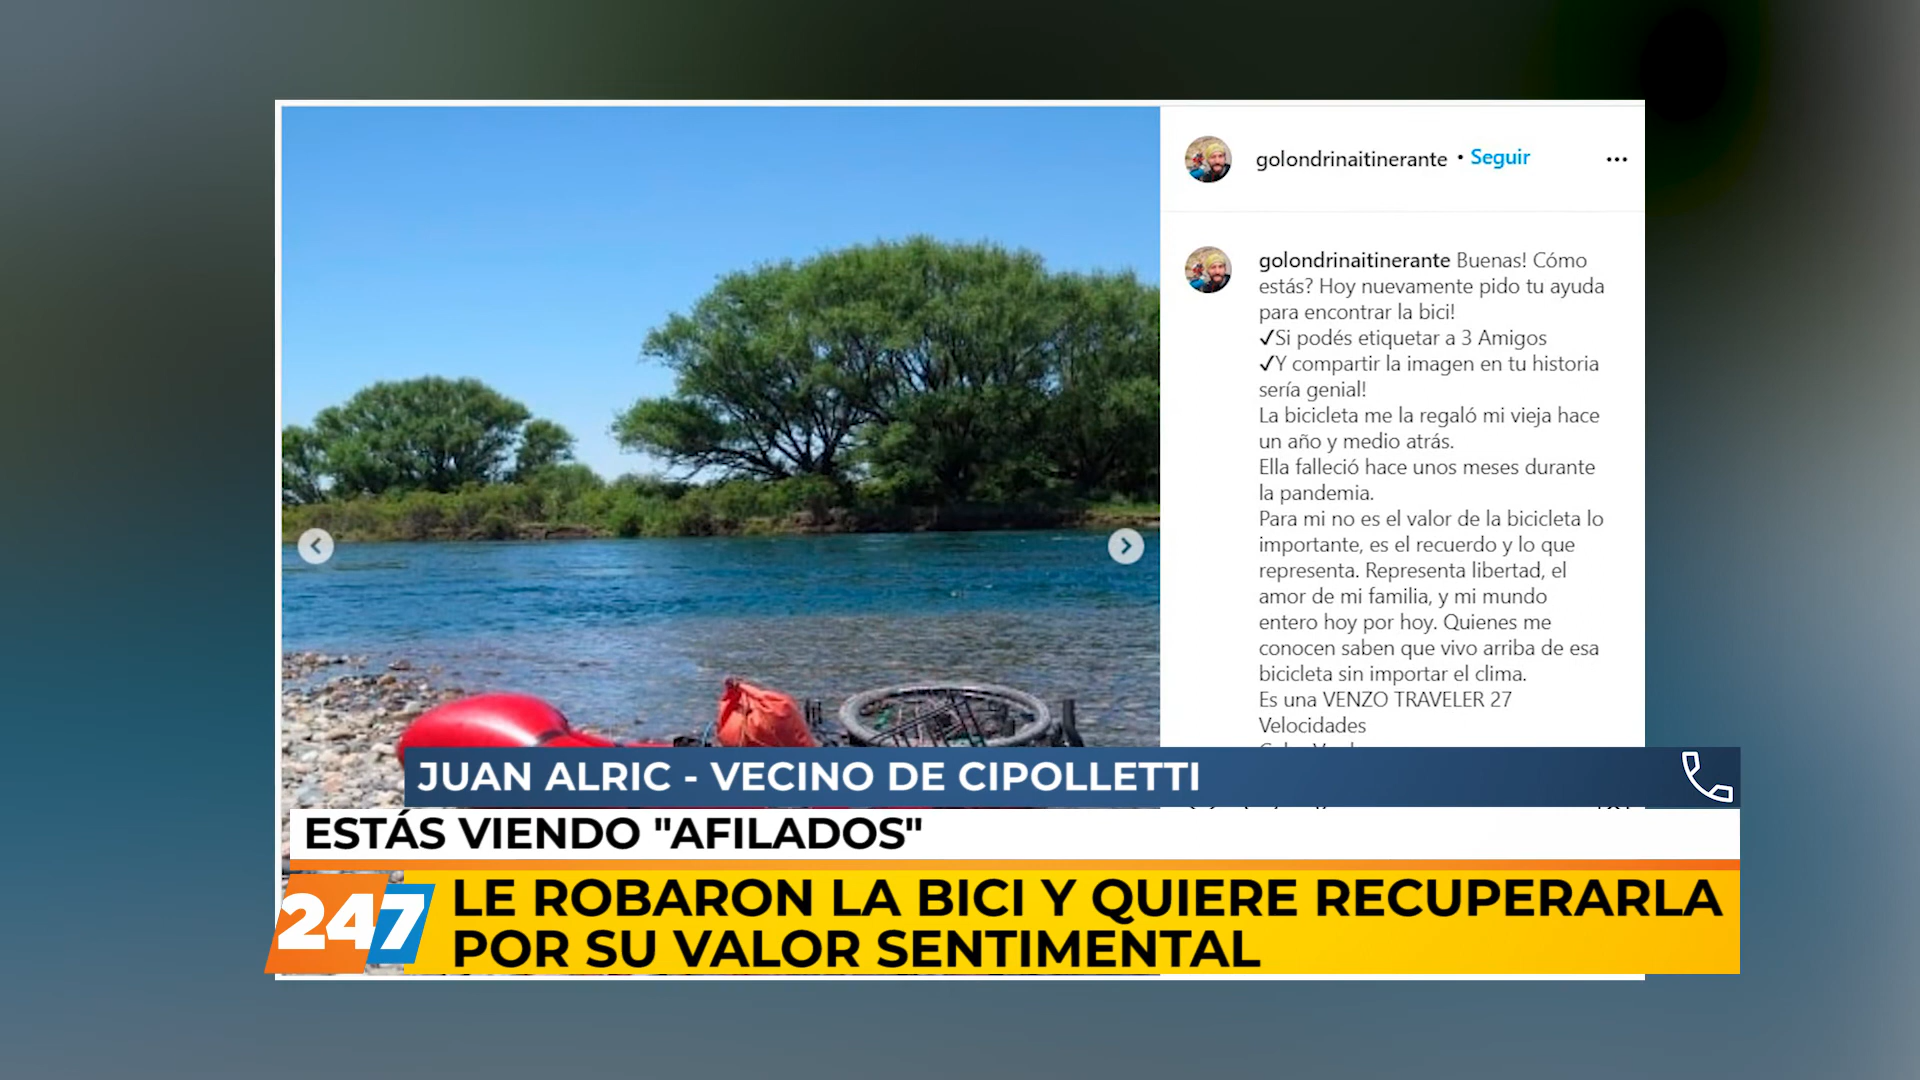 golondrinaitinerante • Seguir
golondrinaitinerante Buenas! Cómo
estás? Hoy nuevamente pido tu ayuda
para encontrar la bici!
✓Si podés etiquetar a 3 Amigos
✓Y compartir la imagen en tu historia
sería genial!
La bicicleta me la regaló mi vieja hace
un año y medio atrás.
Ella falleció hace unos meses durante
la pandemia.
Para mi no es el valor de la bicicleta lo
importante, es el recuerdo y lo que
representa. Representa libertad, el
amor de mi familia, y mi mundo
entero hoy por hoy. Quienes me
conocen saben que vivo arriba de esa
bicicleta sin importar el clima.
Es una VENZO TRAVELER 27
Velocidades
JUAN ALRIC - VECINO DE CIPOLLETTI
ESTÁS VIENDO "AFILADOS"
247
LE ROBARON LA BICI Y QUIERE RECUPERARLA
POR SU VALOR SENTIMENTAL